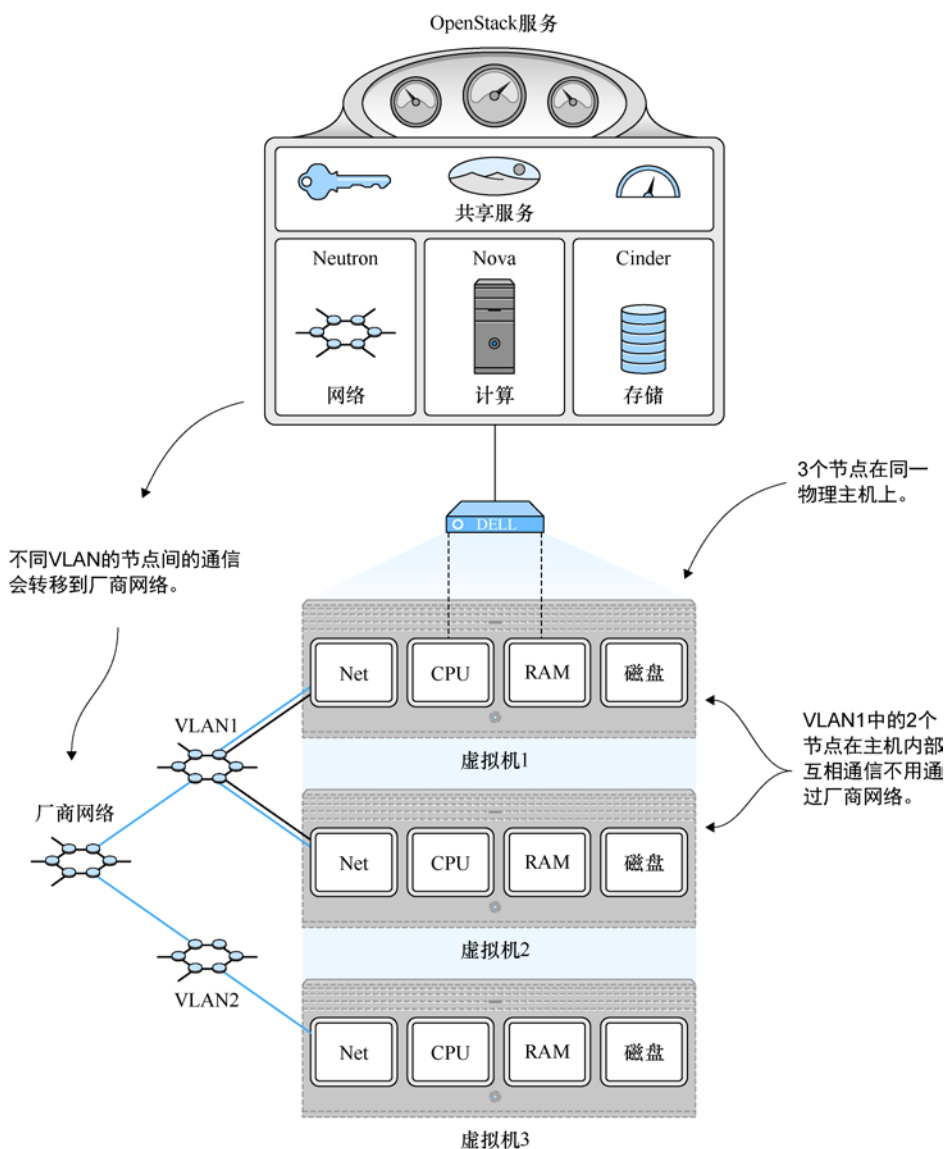 OpenStack服务
共享服务
Neutron
Nova
Cinder
网络
计算
存储
3个节点在同一
物理主机上。
DELL
不同VLAN的节点间的通信
会转移到厂商网络。
Net
CPU
RAM
磁盘
VLAN1
虚拟机1
VLAN1中的2个
节点在主机内部
互相通信不用通
过厂商网络。
厂商网络
Net
CPU
RAM
磁盘
虚拟机2
VLAN2
Net
CPU
RAM
磁盘
虚拟机3